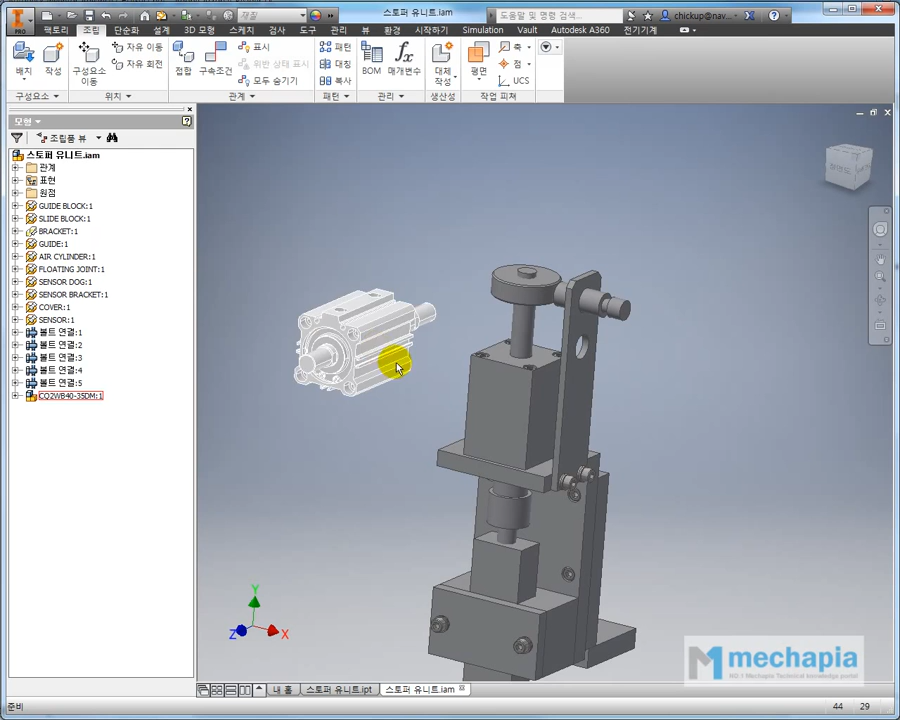 스토퍼 유니트.iam
도움말 및 명령 검색
chickup@nav...
재질
PRO
팩토리 조립 단순화 설계 3D 모형 스케치 검사 도구 관리 뷰 환경 시작하기 Simulation Vault Autodesk A360 전기기계
배치 작성 구성요소 이동 자유 이동 자유 회전
접합 구속조건 표시 위반 상태 표시 모두 숨기기
패턴 대칭 복사
BOM 매개변수 대체 작성 평면 축 점 UCS
구성요소 위치 관계 패턴 관리 생산성 작업 피쳐
모형
조립품 뷰
스토퍼 유니트.iam
관계
표현
원점
GUIDE BLOCK:1
SLIDE BLOCK:1
BRACKET:1
GUIDE:1
AIR CYLINDER:1
FLOATING JOINT:1
SENSOR DOG:1
SENSOR BRACKET:1
COVER:1
SENSOR:1
볼트 연결:1
볼트 연결:2
볼트 연결:3
볼트 연결:4
볼트 연결:5
CQ2WB40-35DM:1
Y
Z X
mechapia
NO.1 Mechapia Technical knowledge portal
내 홈 스토퍼 유니트.ipt 스토퍼 유니트.iam
준비 44 29